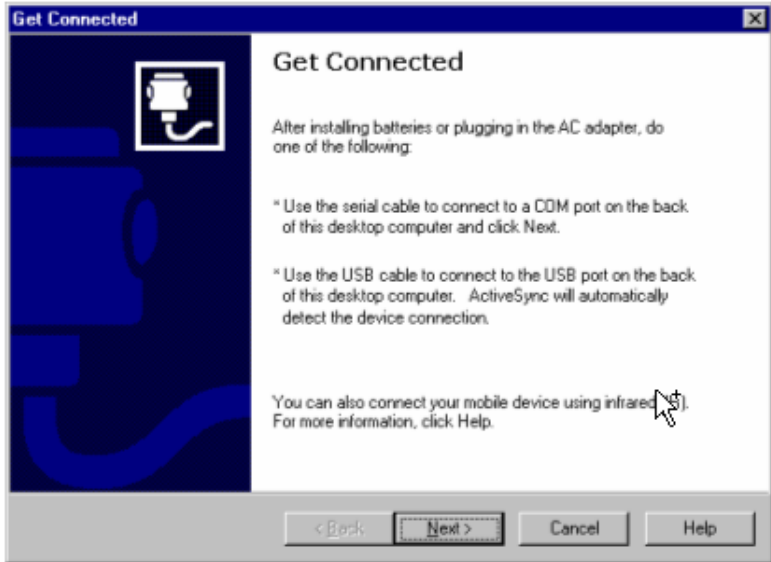 Get Connected
Get Connected
After installing batteries or plugging in the AC adapter, do
one of the following:
* Use the serial cable to connect to a COM port on the back
of this desktop computer and click Next.
* Use the USB cable to connect to the USB port on the back
of this desktop computer. ActiveSync will automatically
detect the device connection.
You can also connect your mobile device using infrared
For more information, click Help.
< Back Next > Cancel Help